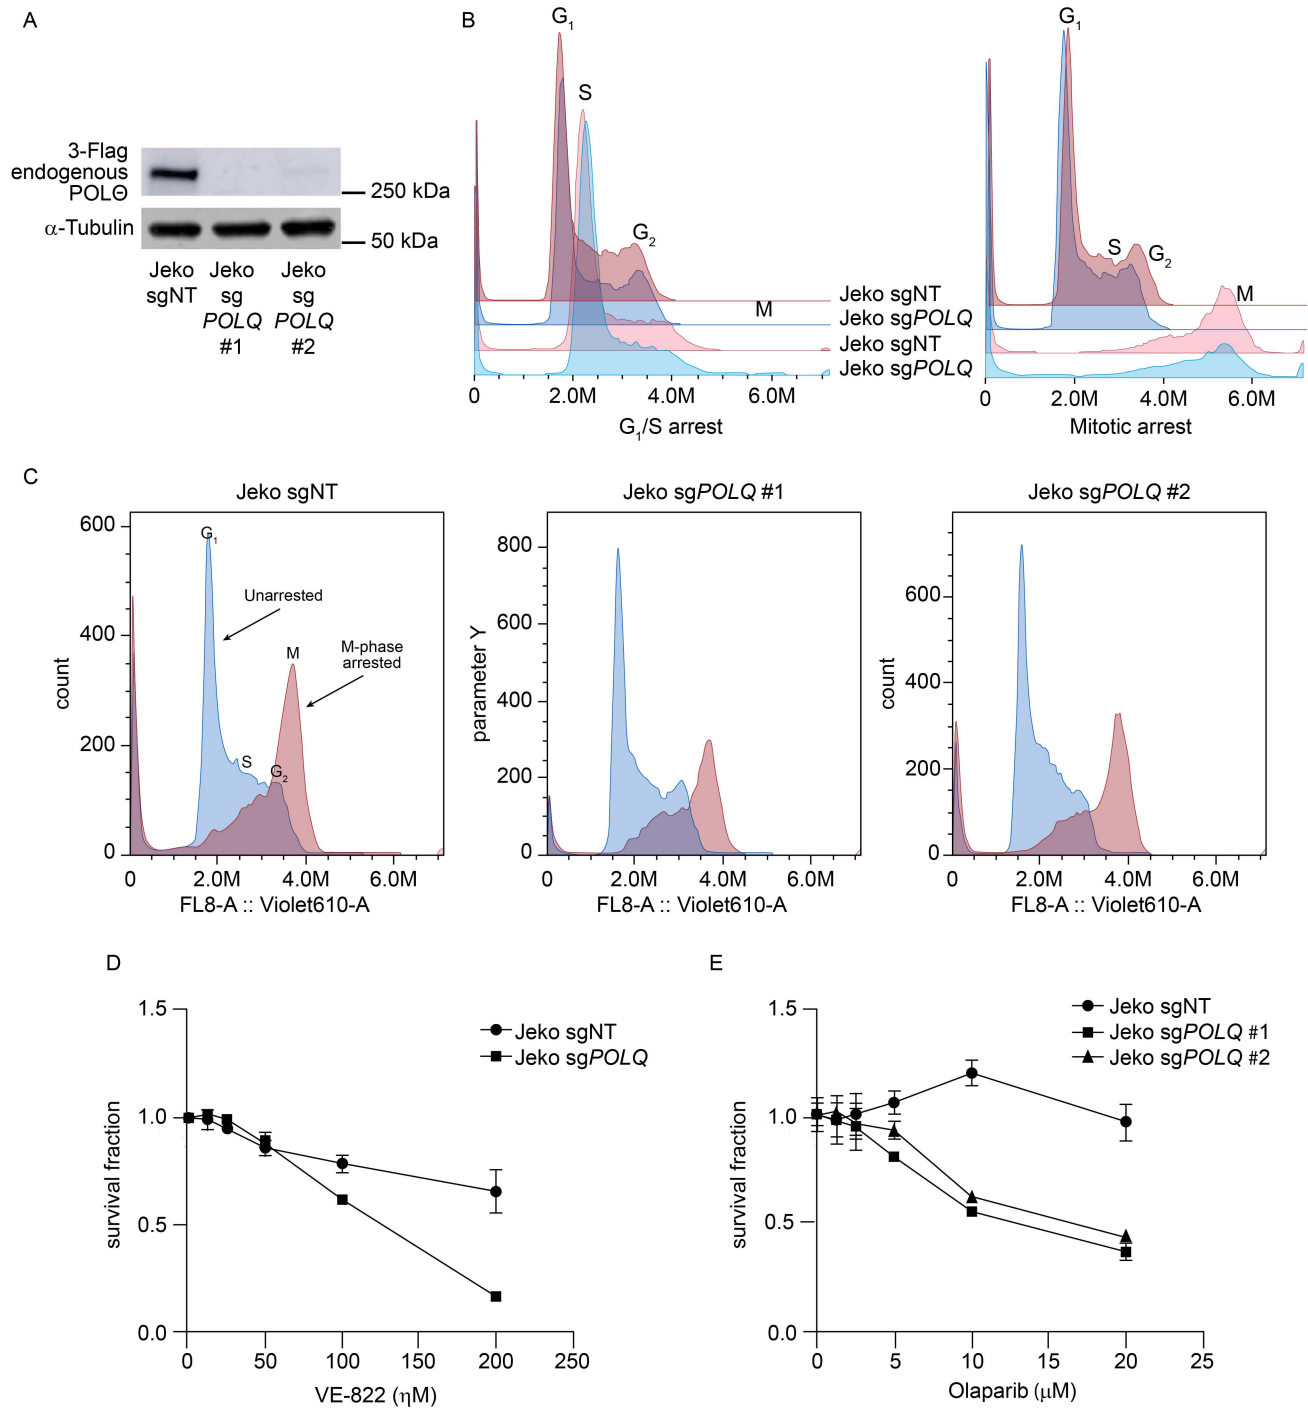 A
3-Flag
endogenous
POLΘ
250 kDa
α-Tubulin
50 kDa
Jeko
sgNT
Jeko
sg
POLQ
#1
Jeko
sg
POLQ
#2
B
G1
S
G2
M
0
2.0M
4.0M
6.0M
G1/S arrest
Jeko sgNT
Jeko sgPOLQ
Jeko sgNT
Jeko sgPOLQ
G1
S
G2
M
0
2.0M
4.0M
6.0M
Mitotic arrest
C
Jeko sgNT
600
400
200
0
count
G1
Unarrested
M-phase
arrested
M
S
G2
0
2.0M
4.0M
6.0M
FL8-A :: Violet610-A
Jeko sgPOLQ #1
800
600
400
200
0
parameter Y
0
2.0M
4.0M
6.0M
FL8-A :: Violet610-A
Jeko sgPOLQ #2
600
400
200
0
count
0
2.0M
4.0M
6.0M
FL8-A :: Violet610-A
D
1.5
1.0
0.5
0.0
survival fraction
Jeko sgNT
Jeko sgPOLQ
0
50
100
150
200
250
VE-822 (ηM)
E
1.5
1.0
0.5
0.0
survival fraction
Jeko sgNT
Jeko sgPOLQ #1
Jeko sgPOLQ #2
0
5
10
15
20
25
Olaparib (μM)